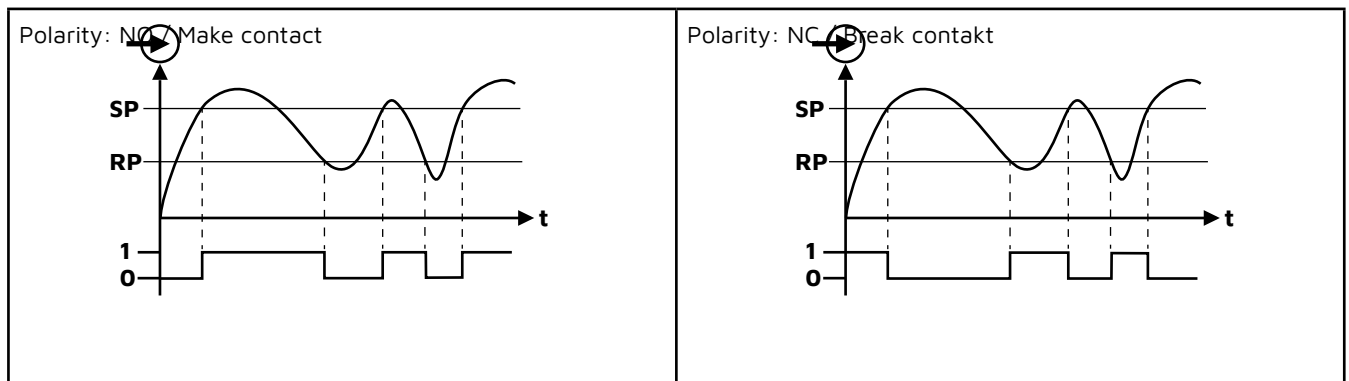 Polarity: NO / Make contact
SP
RP
t
1
0
Polarity: NC / Break contakt
SP
RP
t
1
0